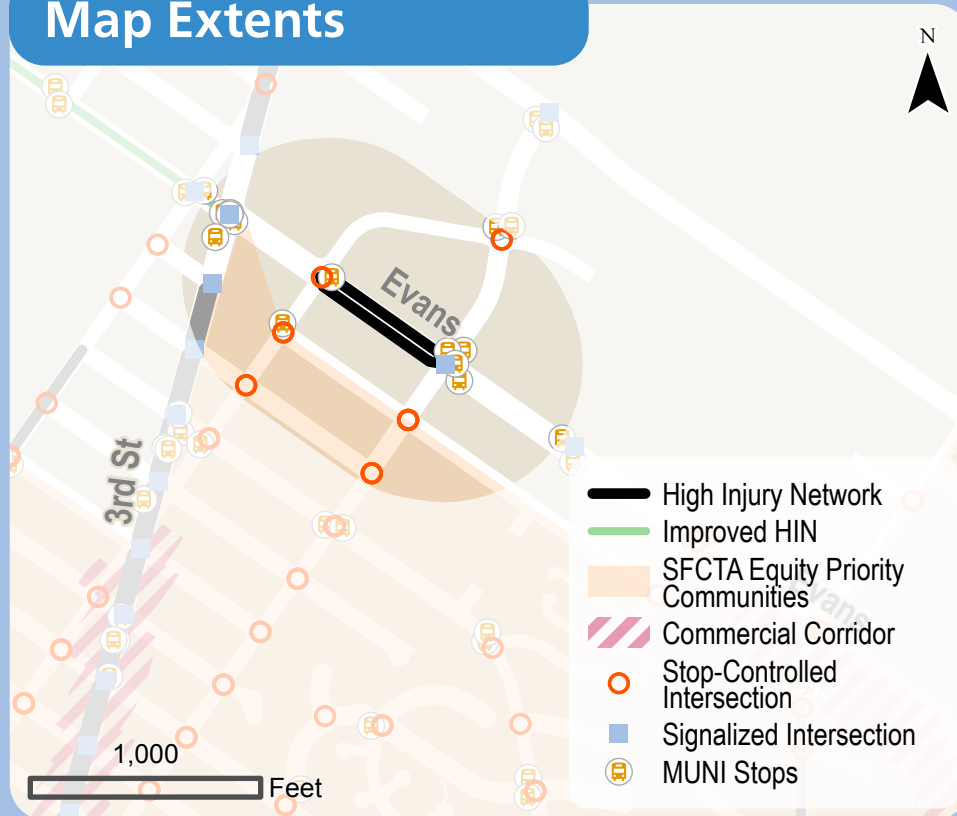 Map Extents
N
Evans
3rd St
High Injury Network
Improved HIN
SFCTA Equity Priority
Communities
Commercial Corridor
Stop-Controlled
Intersection
Signalized Intersection
MUNI Stops
Evans
1,000
Feet